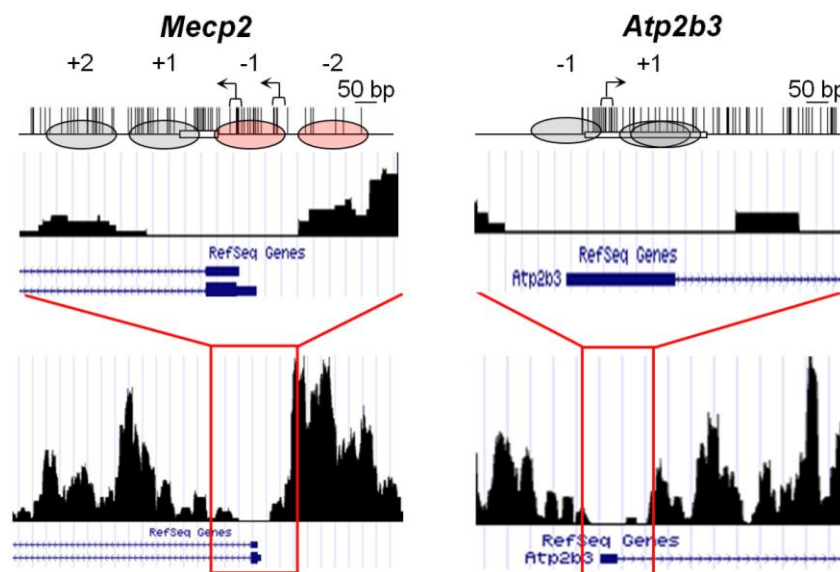 Mecp2
+2 +1 -1 -2
50 bp
RefSeq Genes
RefSeq Genes
Atp2b3
-1 +1
50 bp
RefSeq Genes
Atp2b3
RefSeq Genes
Atp2b3